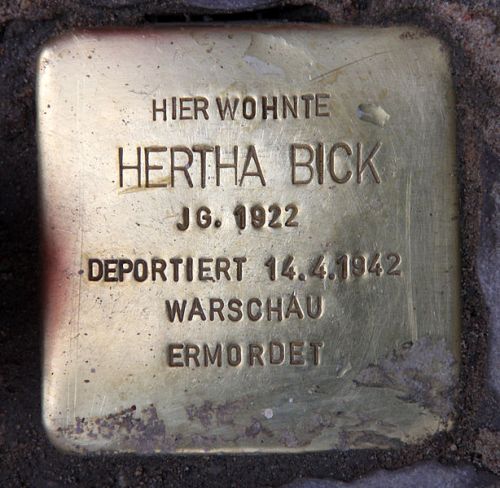 HIER WOHNTE
HERTHA BICK
JG. 1922
DEPORTIERT 14.4.1942
WARSCHAU
ERMORDET